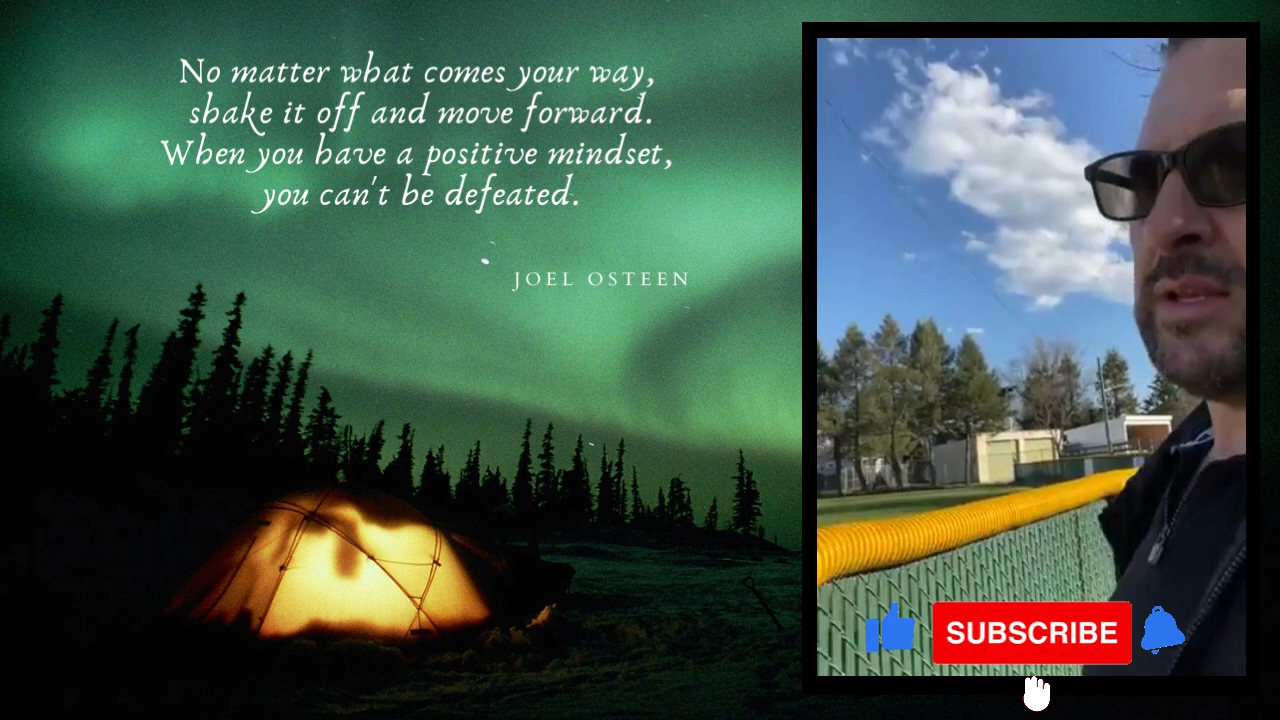 No matter what comes your way,
shake it off and move forward.
When you have a positive mindset,
you can't be defeated.
JOEL OSTEEN
SUBSCRIBE